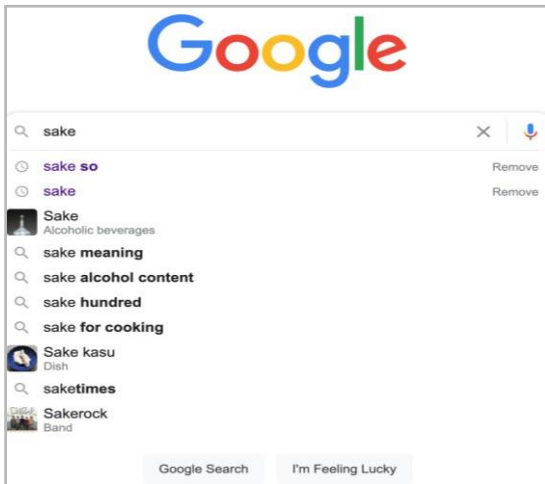 Google
sake
sake so Remove
sake Remove
Sake
Alcoholic beverages
sake meaning
sake alcohol content
sake hundred
sake for cooking
Sake kasu
Dish
saketimes
Sakerock
Band
Google Search I'm Feeling Lucky